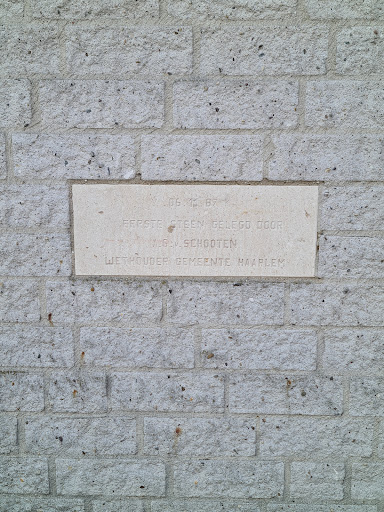 EERSTE STEEN GELEGD DOOR
SCHOOTEN
WETHOUDER GEMEENTE HAARLEM